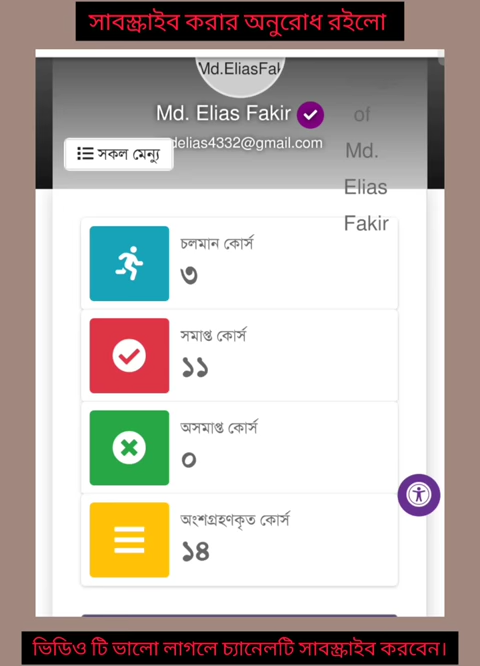 সাবস্ক্রাইব করার অনুরোধ রইলো
Md.EliasFak
Md. Elias Fakir
of
delias4332@gmail.com
Md.
সকল মেন্যু
Elias
Fakir
চলমান কোর্স
৩
সমাপ্ত কোর্স
১১
অসমাপ্ত কোর্স
০
অংশগ্রহণকৃত কোর্স
১৪
ভিডিও টি ভালো লাগলে চ্যানেলটি সাবস্ক্রাইব করবেন।